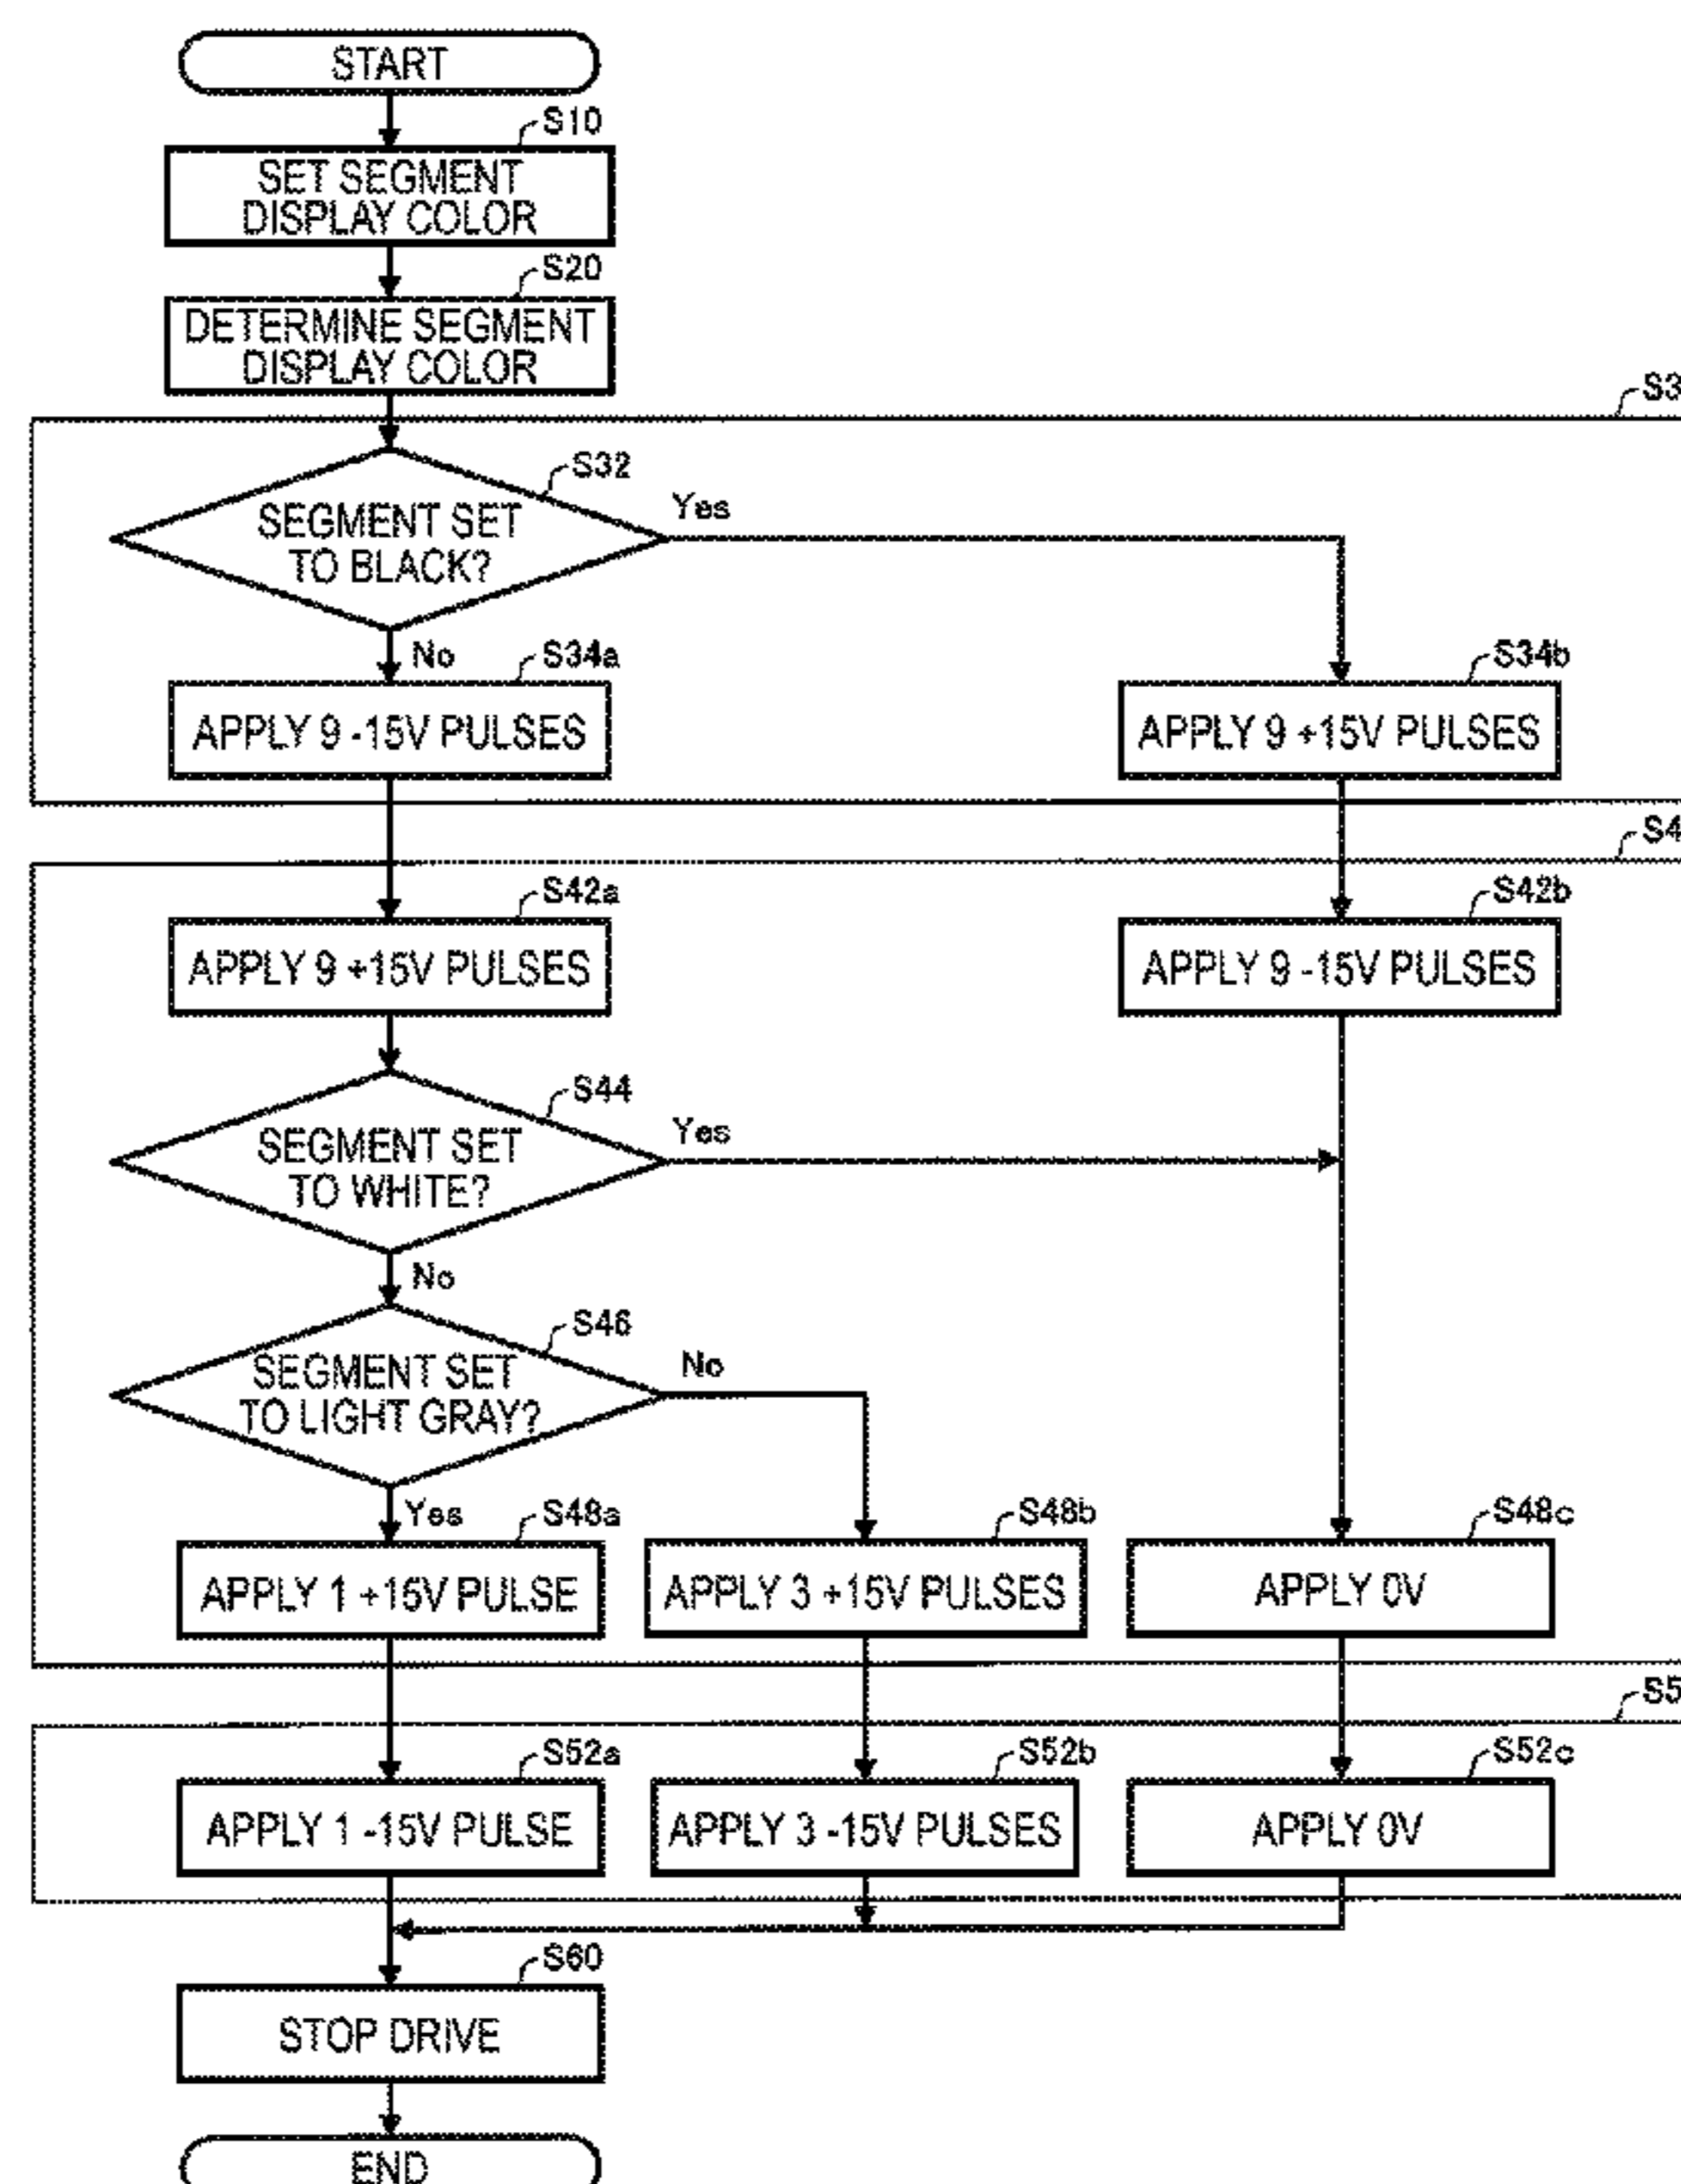 START
S10
SET SEGMENT
DISPLAY COLOR
S20
DETERMINE SEGMENT
DISPLAY COLOR
S3
S32
SEGMENT SET
TO BLACK?
Yes
No
S34a
APPLY 9 -15V PULSES
S34b
APPLY 9 +15V PULSES
S4
S42a
APPLY 9 +15V PULSES
S42b
APPLY 9 -15V PULSES
S44
SEGMENT SET
TO WHITE?
Yes
No
S46
SEGMENT SET
TO LIGHT GRAY?
No
Yes
S48a
APPLY 1 +15V PULSE
S48b
APPLY 3 +15V PULSES
S48c
APPLY 0V
S5
S52a
APPLY 1 -15V PULSE
S52b
APPLY 3 -15V PULSES
S52c
APPLY 0V
S60
STOP DRIVE
END